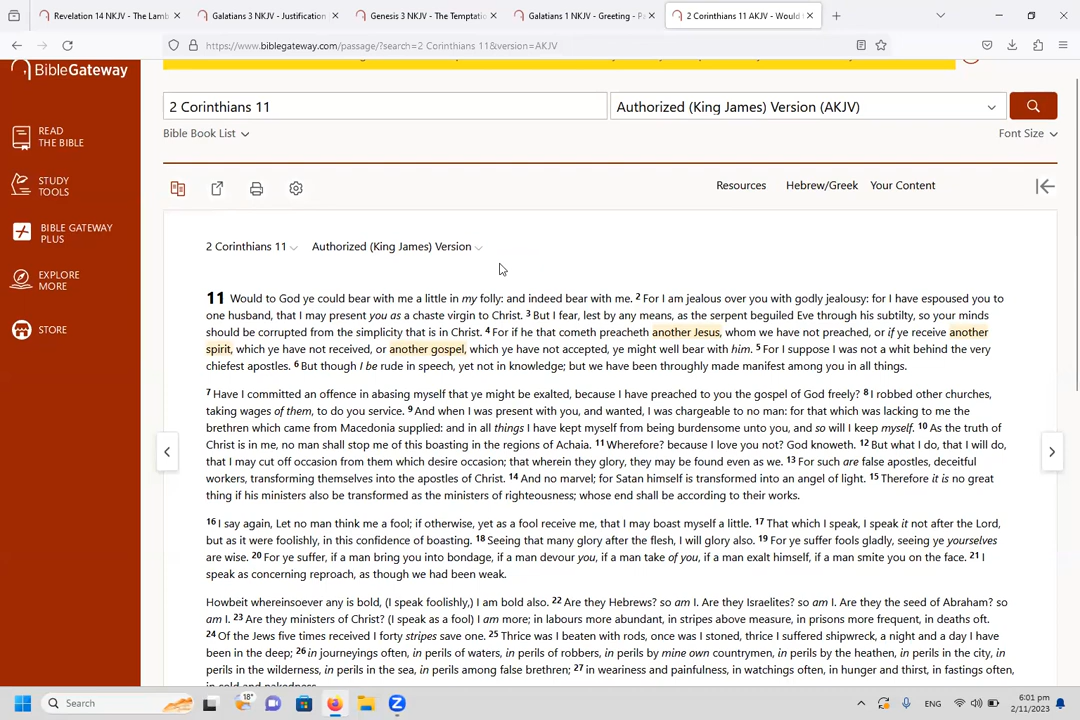 Revelation 14 NKJV - The Lamb
Galatians 3 NKJV - Justification
Genesis 3 NKJV - The Temptatio
Galatians 1 NKJV - Greeting - Pa
2 Corinthians 11 AKJV - Would
https://www.biblegateway.com/passage/?search=2 Corinthians 11&version=AKJV
BibleGateway
2 Corinthians 11
Authorized (King James) Version (AKJV)
Bible Book List
Font Size
READ
THE BIBLE
STUDY
TOOLS
BIBLE GATEWAY
PLUS
EXPLORE
MORE
STORE
Resources
Hebrew/Greek
Your Content
2 Corinthians 11
Authorized (King James) Version
11 Would to God ye could bear with me a little in my folly: and indeed bear with me. 2 For I am jealous over you with godly jealousy: for I have espoused you to
one husband, that I may present you as a chaste virgin to Christ. 3 But I fear, lest by any means, as the serpent beguiled Eve through his subtilty, so your minds
should be corrupted from the simplicity that is in Christ. 4 For if he that cometh preacheth another Jesus, whom we have not preached, or if ye receive another
spirit, which ye have not received, or another gospel, which ye have not accepted, ye might well bear with him. 5 For I suppose I was not a whit behind the very
chiefest apostles. 6 But though I be rude in speech, yet not in knowledge; but we have been throughly made manifest among you in all things.
7 Have I committed an offence in abasing myself that ye might be exalted, because I have preached to you the gospel of God freely? 8 I robbed other churches,
taking wages of them, to do you service. 9 And when I was present with you, and wanted, I was chargeable to no man: for that which was lacking to me the
brethren which came from Macedonia supplied: and in all things I have kept myself from being burdensome unto you, and so will I keep myself. 10 As the truth of
Christ is in me, no man shall stop me of this boasting in the regions of Achaia. 11 Wherefore? because I love you not? God knoweth. 12 But what I do, that I will do,
that I may cut off occasion from them which desire occasion; that wherein they glory, they may be found even as we. 13 For such are false apostles, deceitful
workers, transforming themselves into the apostles of Christ. 14 And no marvel; for Satan himself is transformed into an angel of light. 15 Therefore it is no great
thing if his ministers also be transformed as the ministers of righteousness; whose end shall be according to their works.
16 I say again, Let no man think me a fool; if otherwise, yet as a fool receive me, that I may boast myself a little. 17 That which I speak, I speak it not after the Lord,
but as it were foolishly, in this confidence of boasting. 18 Seeing that many glory after the flesh, I will glory also. 19 For ye suffer fools gladly, seeing ye yourselves
are wise. 20 For ye suffer, if a man bring you into bondage, if a man devour you, if a man take of you, if a man exalt himself, if a man smite you on the face. 21 I
speak as concerning reproach, as though we had been weak.
Howbeit whereinsoever any is bold, (I speak foolishly,) I am bold also. 22 Are they Hebrews? so am I. Are they Israelites? so am I. Are they the seed of Abraham? so
am I. 23 Are they ministers of Christ? (I speak as a fool) I am more; in labours more abundant, in stripes above measure, in prisons more frequent, in deaths oft.
24 Of the Jews five times received I forty stripes save one. 25 Thrice was I beaten with rods, once was I stoned, thrice I suffered shipwreck, a night and a day I have
been in the deep; 26 in journeyings often, in perils of waters, in perils of robbers, in perils by mine own countrymen, in perils by the heathen, in perils in the city, in
perils in the wilderness, in perils in the sea, in perils among false brethren; 27 in weariness and painfulness, in watchings often, in hunger and thirst, in fastings often,
in cold and nakedness.
Search
18°
ENG
6:01 pm
2/11/2023